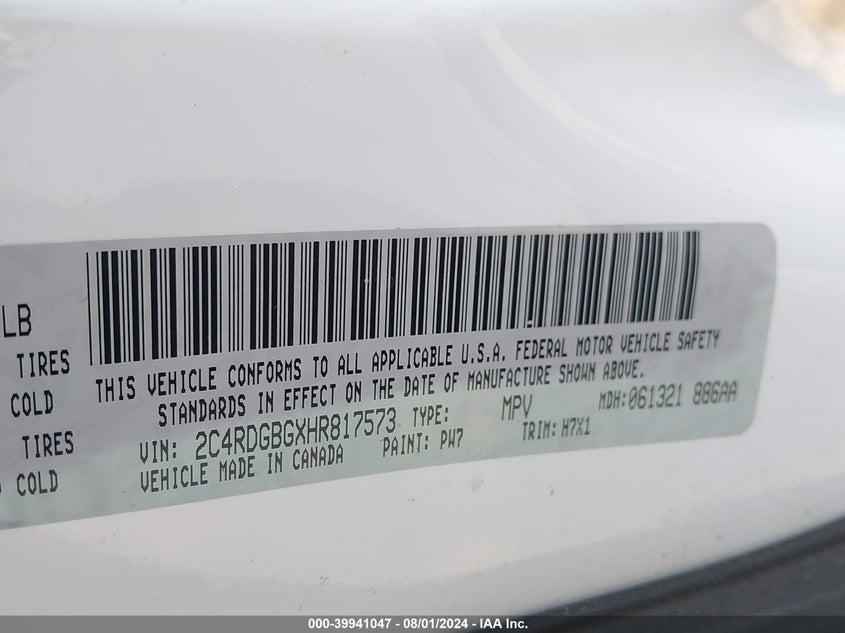 LB
TIRES
COLD
TIRES
COLD
THIS VEHICLE CONFORMS TO ALL APPLICABLE U.S.A. FEDERAL MOTOR VEHICLE SAFETY
STANDARDS IN EFFECT ON THE DATE OF MANUFACTURE SHOWN ABOVE.
VIN: 2C4RDGBGXHR817573 TYPE: MPV MDH:061321 886AA
VEHICLE MADE IN CANADA PAINT: PW7 TRIM: H7X1
000-39941047 - 08/01/2024 - IAA Inc.